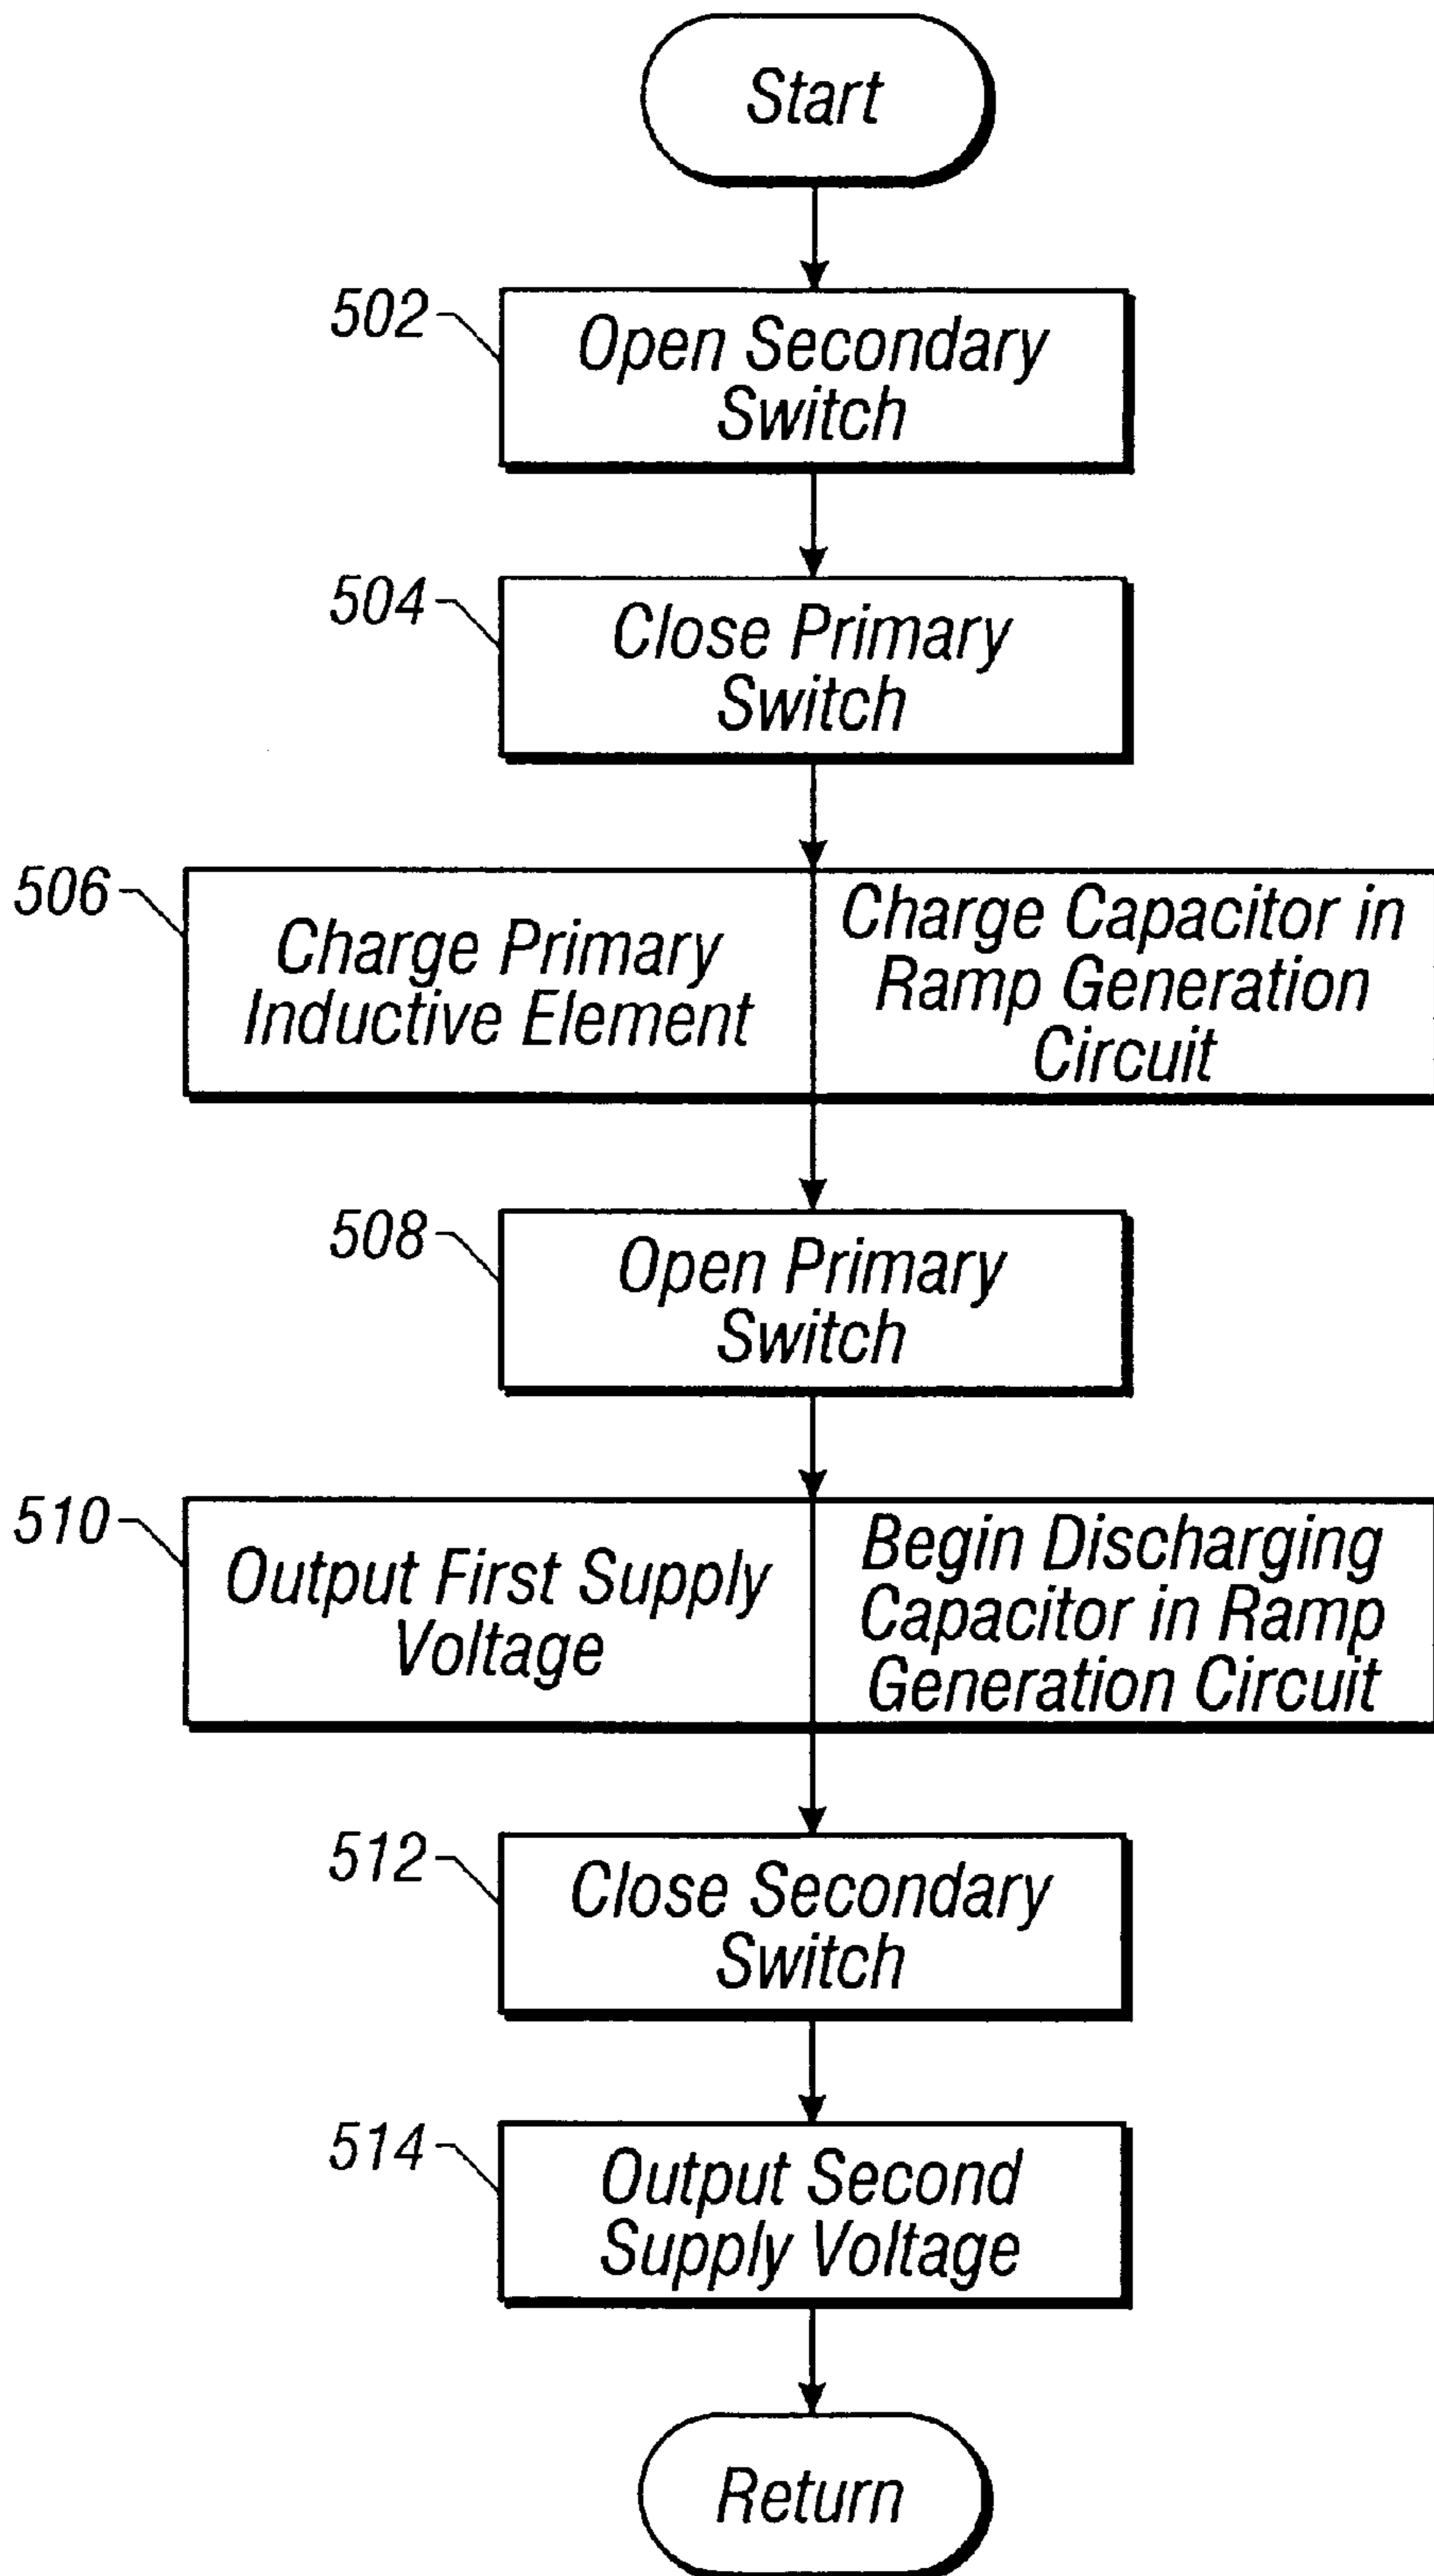 Start
502
Open Secondary
Switch
504
Close Primary
Switch
506
Charge Primary
Inductive Element
Charge Capacitor in
Ramp Generation
Circuit
508
Open Primary
Switch
510
Output First Supply
Voltage
Begin Discharging
Capacitor in Ramp
Generation Circuit
512
Close Secondary
Switch
514
Output Second
Supply Voltage
Return